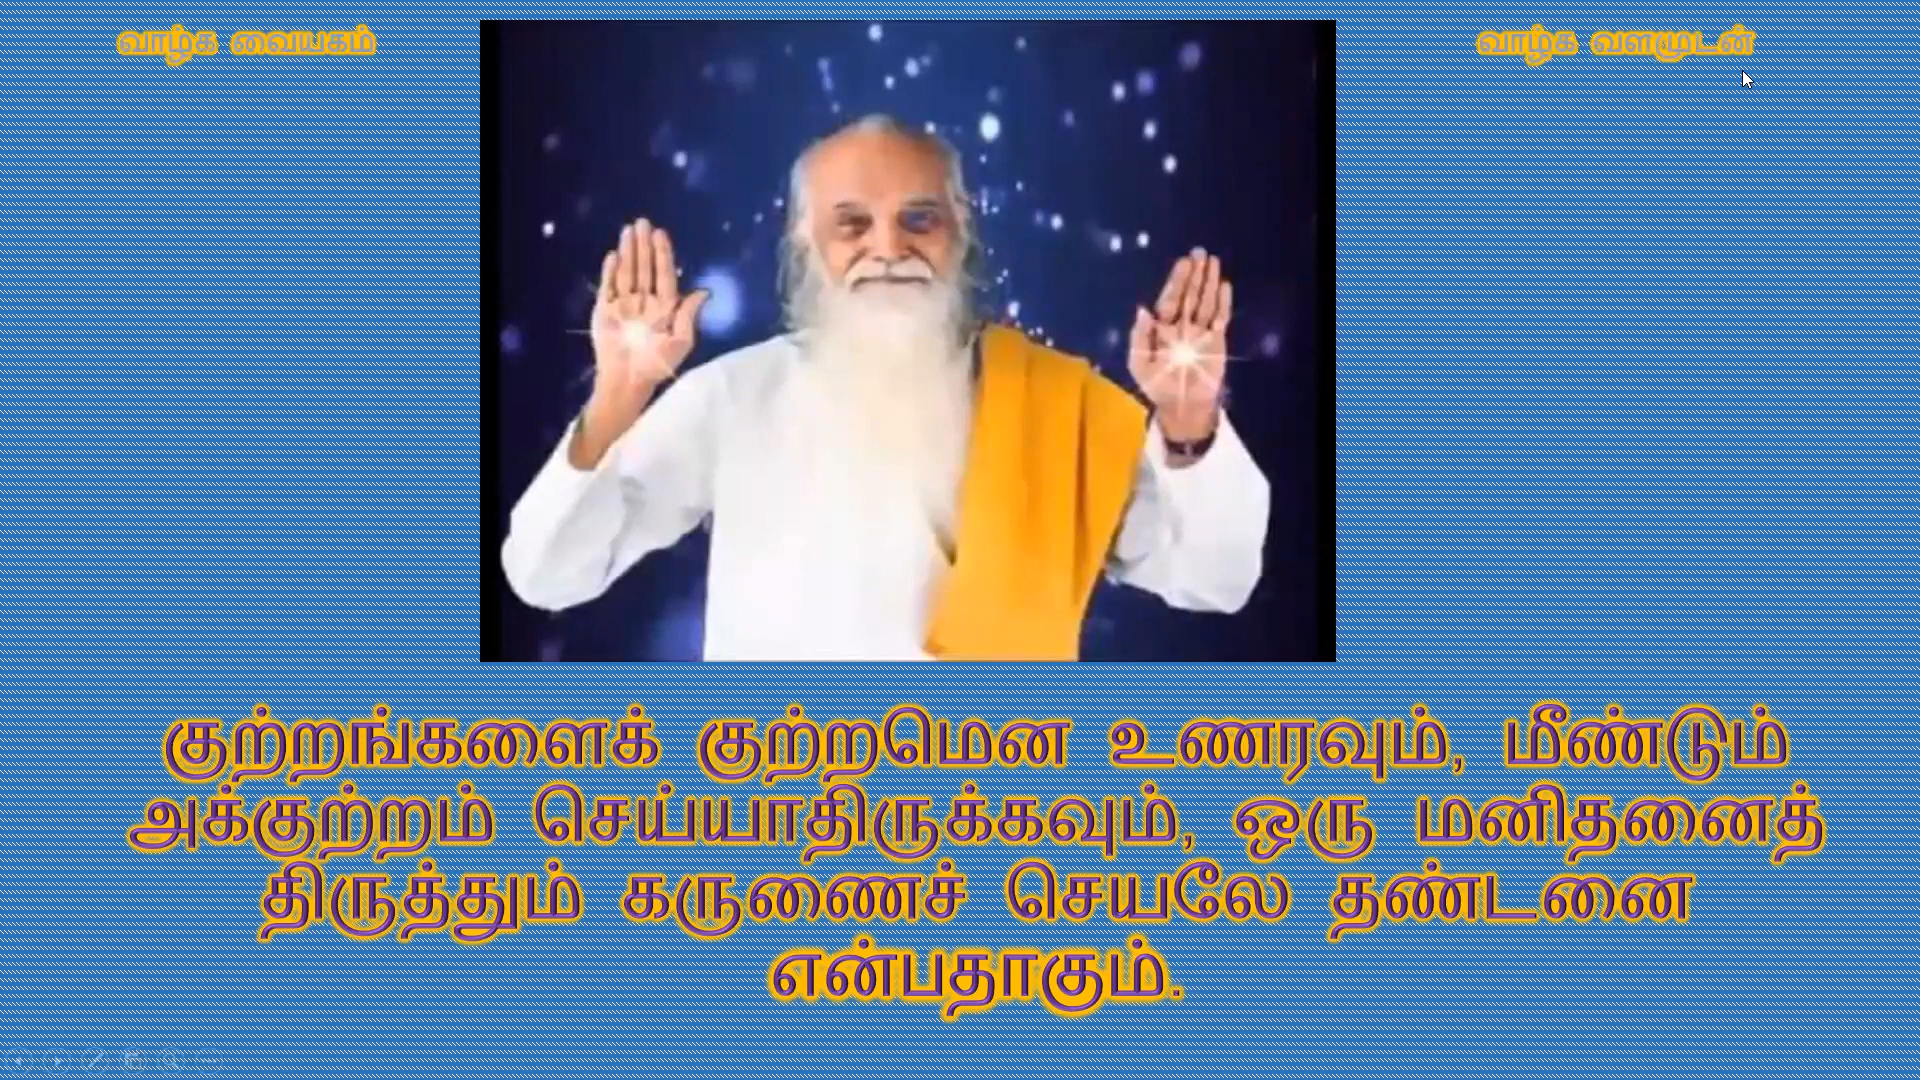 வாழ்க வையகம்
வாழ்க வளமுடன்
குற்றங்களைக் குற்றமென உணரவும், மீண்டும்
அக்குற்றம் செய்யாதிருக்கவும், ஒரு மனிதனைத்
திருத்தும் கருணைச் செயலே தண்டனை
என்பதாகும்.